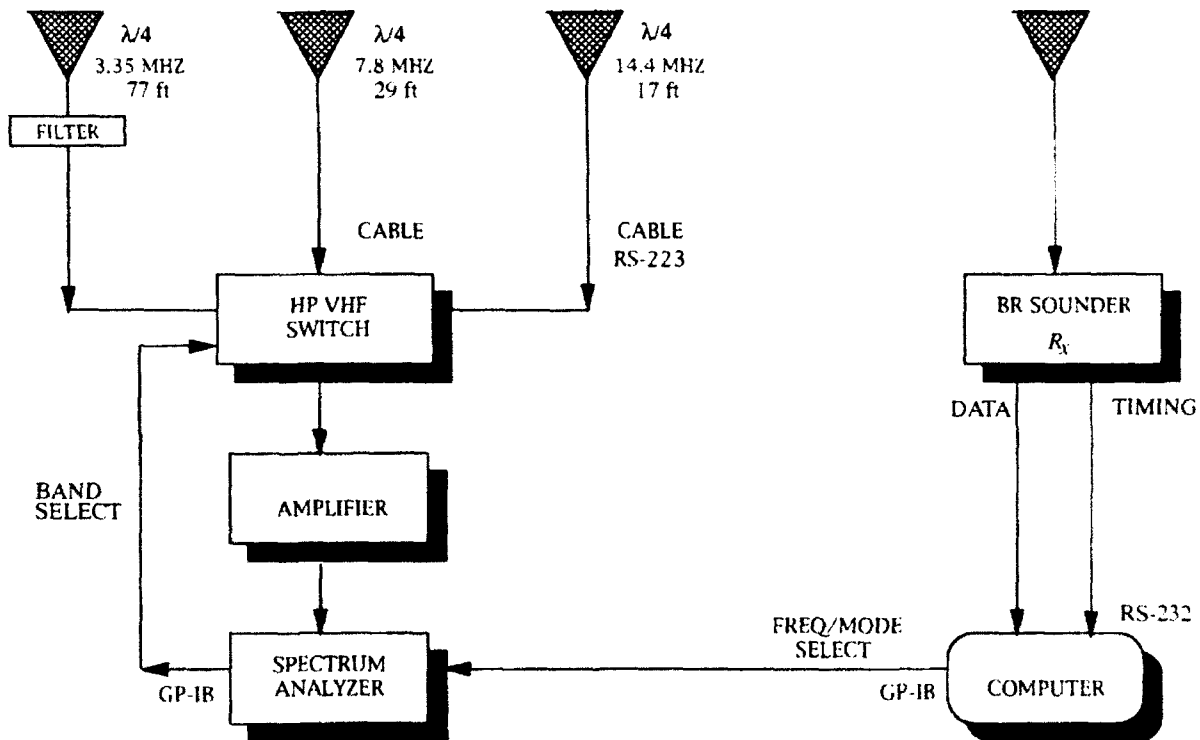 λ/4
3.35 MHZ
77 ft
λ/4
7.8 MHZ
29 ft
λ/4
14.4 MHZ
17 ft
FILTER
CABLE
CABLE
RS-223
HP VHF
SWITCH
BR SOUNDER
Rx
DATA
TIMING
BAND
SELECT
AMPLIFIER
RS-232
FREQ/MODE
SELECT
GP-IB
SPECTRUM
ANALYZER
GP-IB
COMPUTER